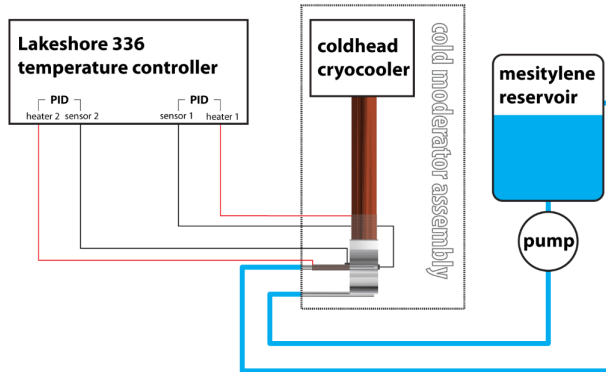 Lakeshore 336
temperature controller
PID
heater 2 sensor 2
PID
sensor 1 heater 1
coldhead
cryocooler
cold moderator assembly
mesitylene
reservoir
pump